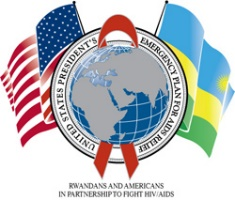 UNITED STATES PRESIDENT'S
EMERGENCY PLAN FOR AIDS RELIEF
RWANDANS AND AMERICANS
IN PARTNERSHIP TO FIGHT HIV/AIDS